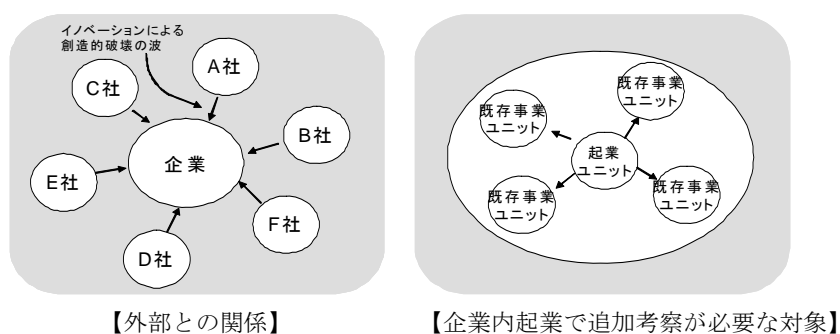 イノベーションによる
創造的破壊の波
A社
C社
B社
企業
E社
F社
D社
【外部との関係】
既存事業
ユニット
既存事業
ユニット
起業
ユニット
既存事業
ユニット
既存事業
ユニット
【企業内起業で追加考察が必要な対象】